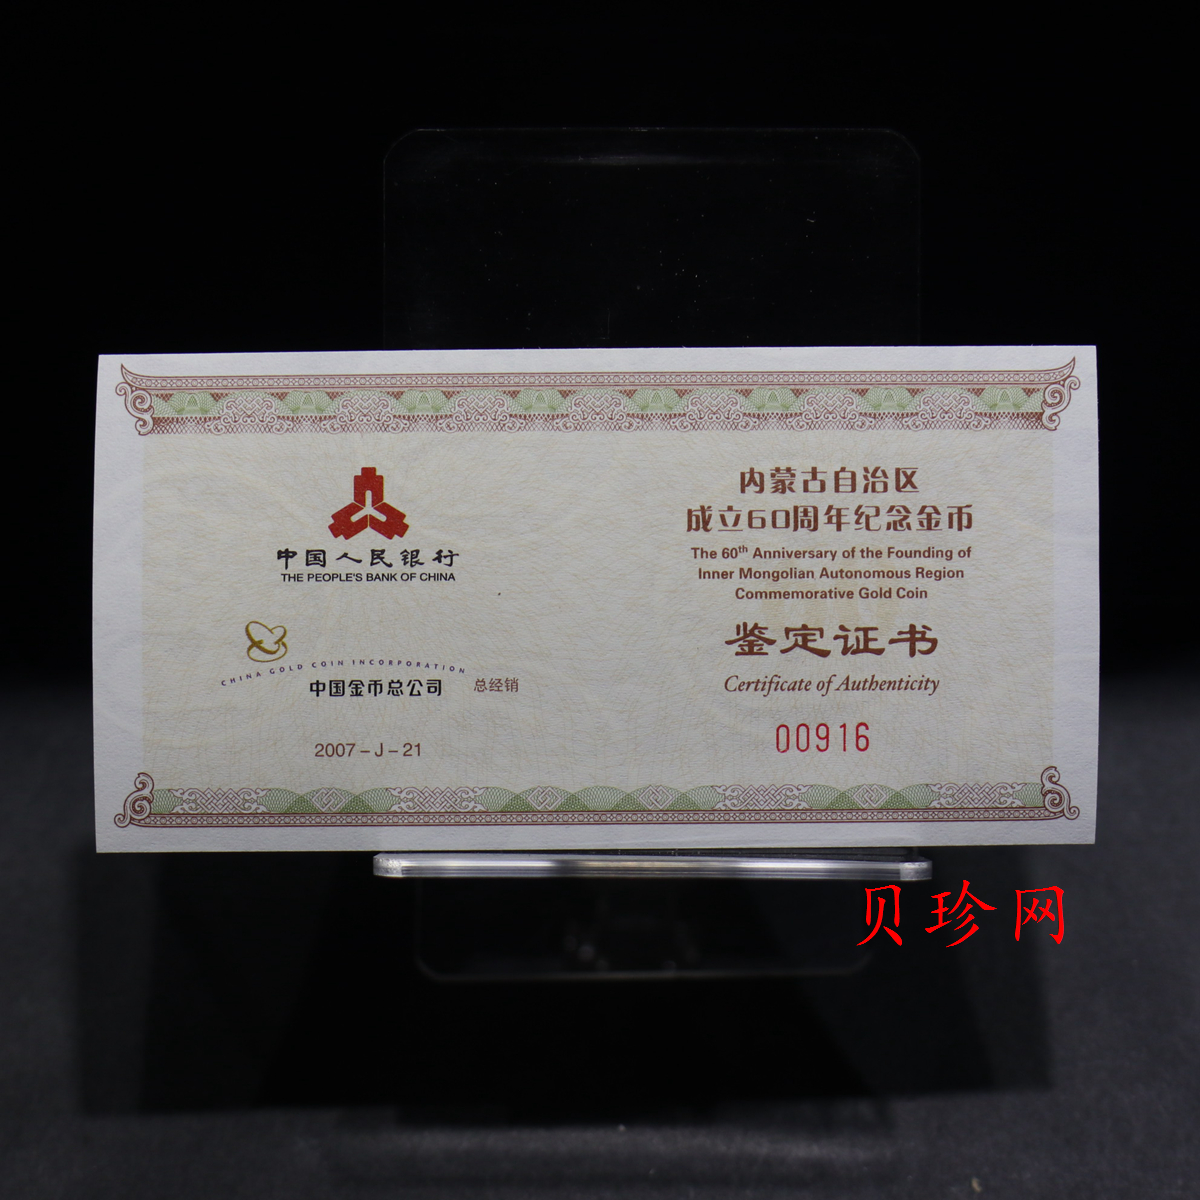 中国人民银行
THE PEOPLE'S BANK OF CHINA
CHINA GOLD COIN INCORPORATION
中国金币总公司 总经销
2007-J-21
内蒙古自治区
成立60周年纪念金币
The 60th Anniversary of the Founding of
Inner Mongolian Autonomous Region
Commemorative Gold Coin
鉴定证书
Certificate of Authenticity
00916
贝珍网